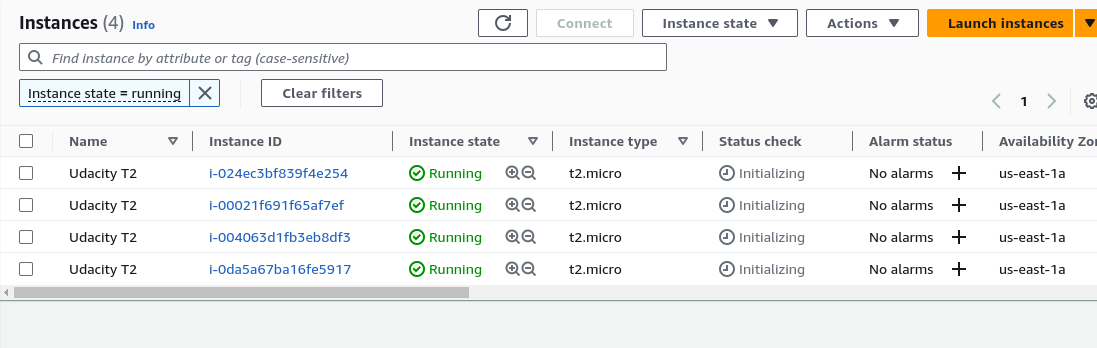 Instances (4) Info Connect Instance state Actions Launch instances
Find instance by attribute or tag (case-sensitive)
Instance state = running Clear filters
1
Name Instance ID Instance state Instance type Status check Alarm status Availability Zo
Udacity T2 i-024ec3bf839f4e254 Running t2.micro Initializing No alarms us-east-1a
Udacity T2 i-00021f691f65af7ef Running t2.micro Initializing No alarms us-east-1a
Udacity T2 i-004063d1fb3eb8df3 Running t2.micro Initializing No alarms us-east-1a
Udacity T2 i-0da5a67ba16fe5917 Running t2.micro Initializing No alarms us-east-1a